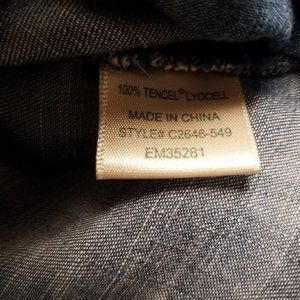 100% TENCEL® LYOCELL
MADE IN CHINA
STYLE# C2646-549
EM35281